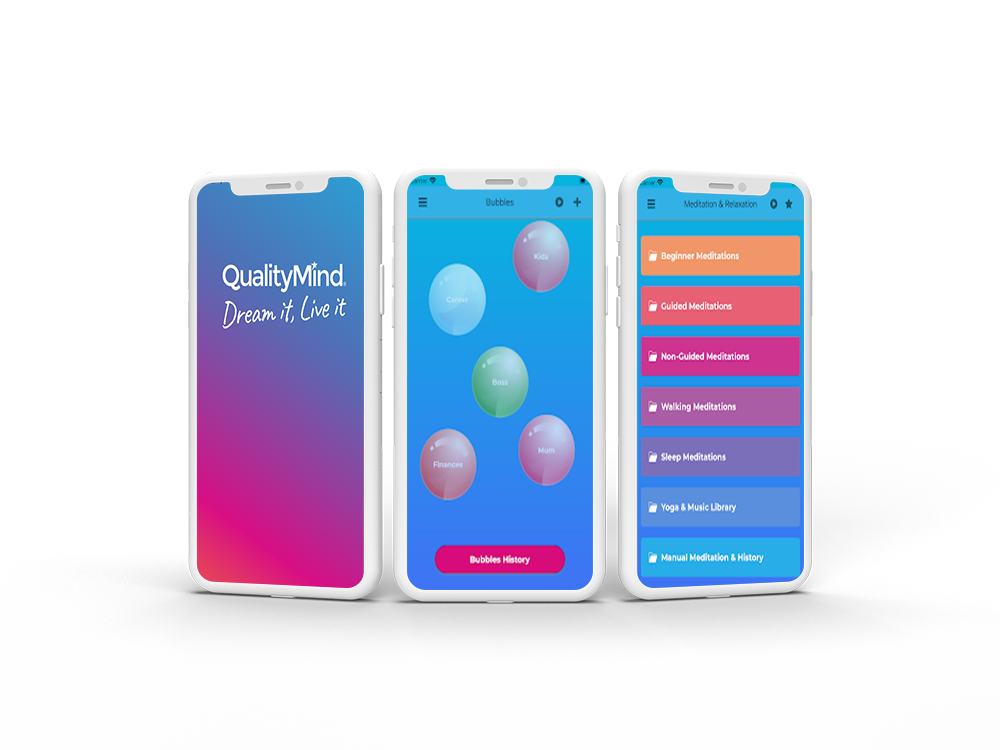 QualityMind®
Dream it, Live it
Bubbles
Kids
Career
Boss
Mum
Finances
Bubbles History
Meditation & Relaxation
Beginner Meditations
Guided Meditations
Non-Guided Meditations
Walking Meditations
Sleep Meditations
Yoga & Music Library
Manual Meditation & History